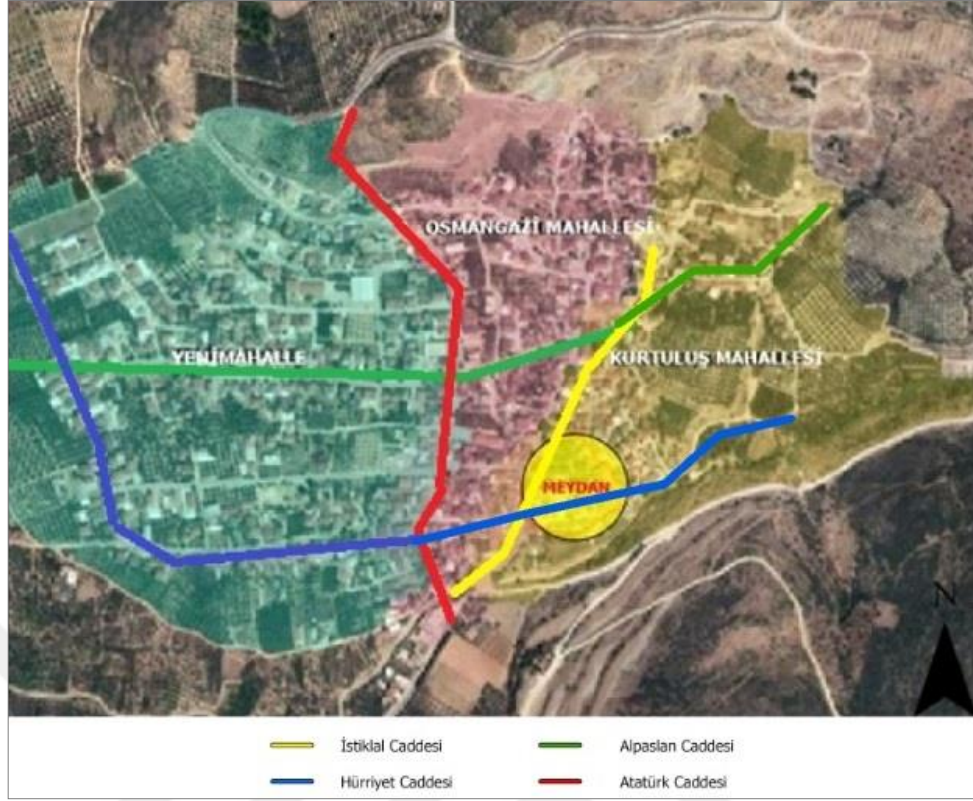 OSMANGAZİ MAHALLESİ
YENİMAHALLE
KURTULUŞ MAHALLESİ
MEYDAN
N
İstiklal Caddesi
Alpaslan Caddesi
Hürriyet Caddesi
Atatürk Caddesi